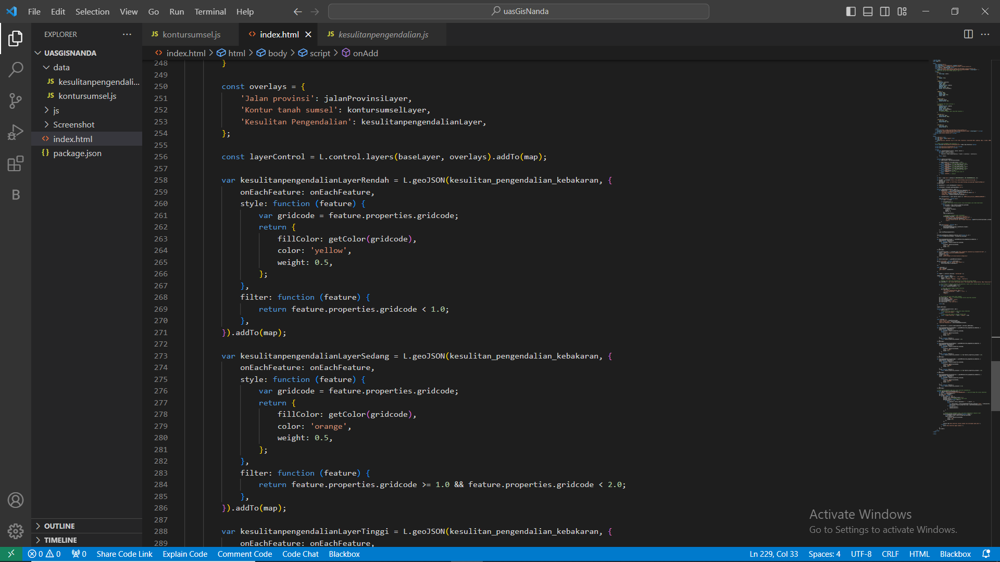 File Edit Selection View Go Run Terminal Help
uasGisNanda
EXPLORER
kontursumsel.js
index.html
kesulitanpengendalian.js
UASGISNANDA
data
kesulitanpengendali...
kontursumsel.js
js
Screenshot
index.html
package.json
OUTLINE
TIMELINE
index.html > html > body > script > onAdd
248 }
249
250 const overlays = {
251 'Jalan provinsi': jalanProvinsiLayer,
252 'Kontur tanah sumsel': kontursumselLayer,
253 'Kesulitan Pengendalian': kesulitanpengendalianLayer,
254 };
255
256 const layerControl = L.control.layers(baseLayer, overlays).addTo(map);
257
258 var kesulitanpengendalianLayerRendah = L.geoJSON(kesulitan_pengendalian_kebakaran, {
259 onEachFeature: onEachFeature,
260 style: function (feature) {
261 var gridcode = feature.properties.gridcode;
262 return {
263 fillColor: getColor(gridcode),
264 color: 'yellow',
265 weight: 0.5,
266 };
267 },
268 filter: function (feature) {
269 return feature.properties.gridcode < 1.0;
270 },
271 }).addTo(map);
272
273 var kesulitanpengendalianLayerSedang = L.geoJSON(kesulitan_pengendalian_kebakaran, {
274 onEachFeature: onEachFeature,
275 style: function (feature) {
276 var gridcode = feature.properties.gridcode;
277 return {
278 fillColor: getColor(gridcode),
279 color: 'orange',
280 weight: 0.5,
281 };
282 },
283 filter: function (feature) {
284 return feature.properties.gridcode >= 1.0 && feature.properties.gridcode < 2.0;
285 },
286 }).addTo(map);
287
288 var kesulitanpengendalianLayerTinggi = L.geoJSON(kesulitan_pengendalian_kebakaran, {
289 onEachFeature: onEachFeature,
Activate Windows
Go to Settings to activate Windows.
0 0 0 Share Code Link Explain Code Comment Code Code Chat Blackbox
Ln 229, Col 33 Spaces: 4 UTF-8 CRLF HTML Blackbox